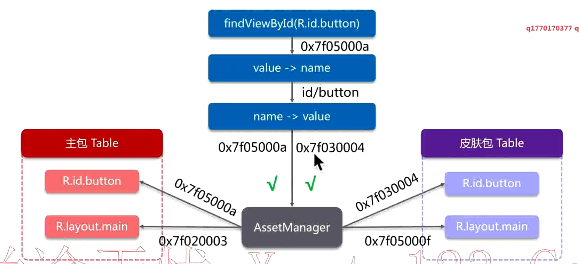 findViewById(R.id.button)
q1770170377 q
0x7f05000a
value -> name
id/button
name -> value
主包 Table
0x7f05000a
0x7f030004
皮肤包 Table
√
√
R.id.button
0x7f05000a
0x7f030004
R.id.button
R.layout.main
AssetManager
R.layout.main
0x7f020003
0x7f05000f